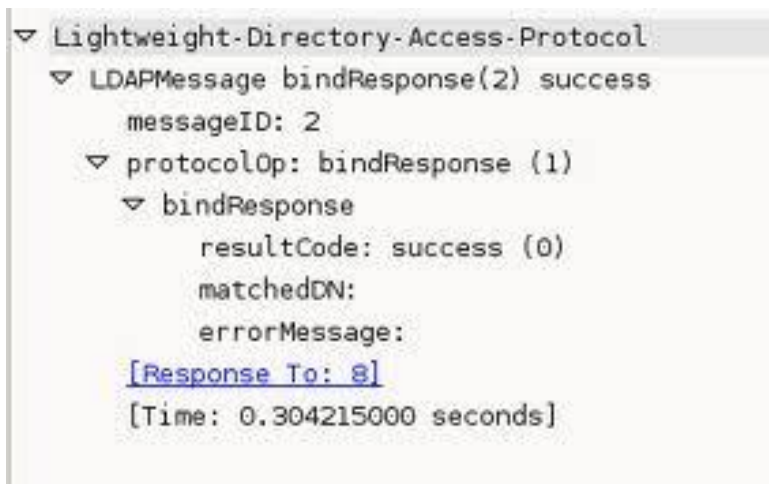 Lightweight-Directory-Access-Protocol
LDAPMessage bindResponse(2) success
messageID: 2
protocolOp: bindResponse (1)
bindResponse
resultCode: success (0)
matchedDN:
errorMessage:
[Response To: 8]
[Time: 0.304215000 seconds]